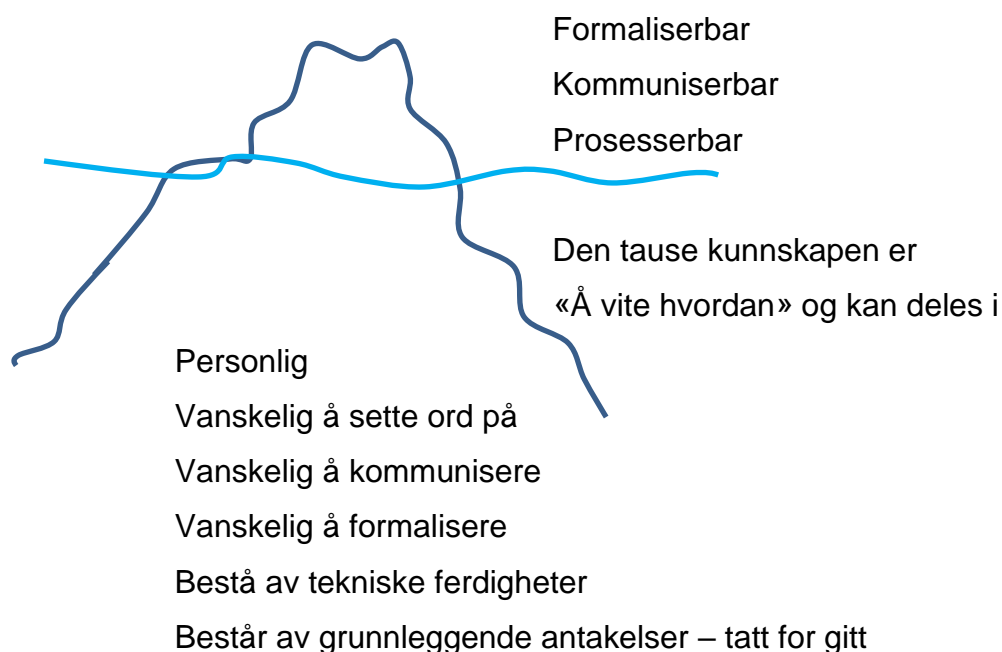 Formaliserbar
Kommuniserbar
Prosesserbar
Den tause kunnskapen er
«Å vite hvordan» og kan deles i
Personlig
Vanskelig å sette ord på
Vanskelig å kommunisere
Vanskelig å formalisere
Bestå av tekniske ferdigheter
Består av grunnleggende antakelser – tatt for gitt